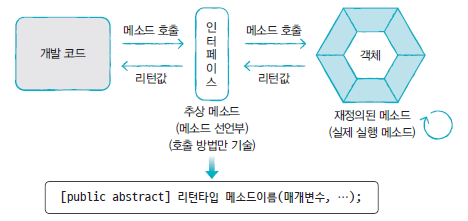 메소드 호출
메소드 호출
개발 코드
인
터
페
이
스
객체
리턴값
리턴값
추상 메소드
(메소드 선언부)
(호출 방법만 기술)
재정의된 메소드
(실제 실행 메소드)
[public abstract] 리턴타입 메소드이름(매개변수, …);